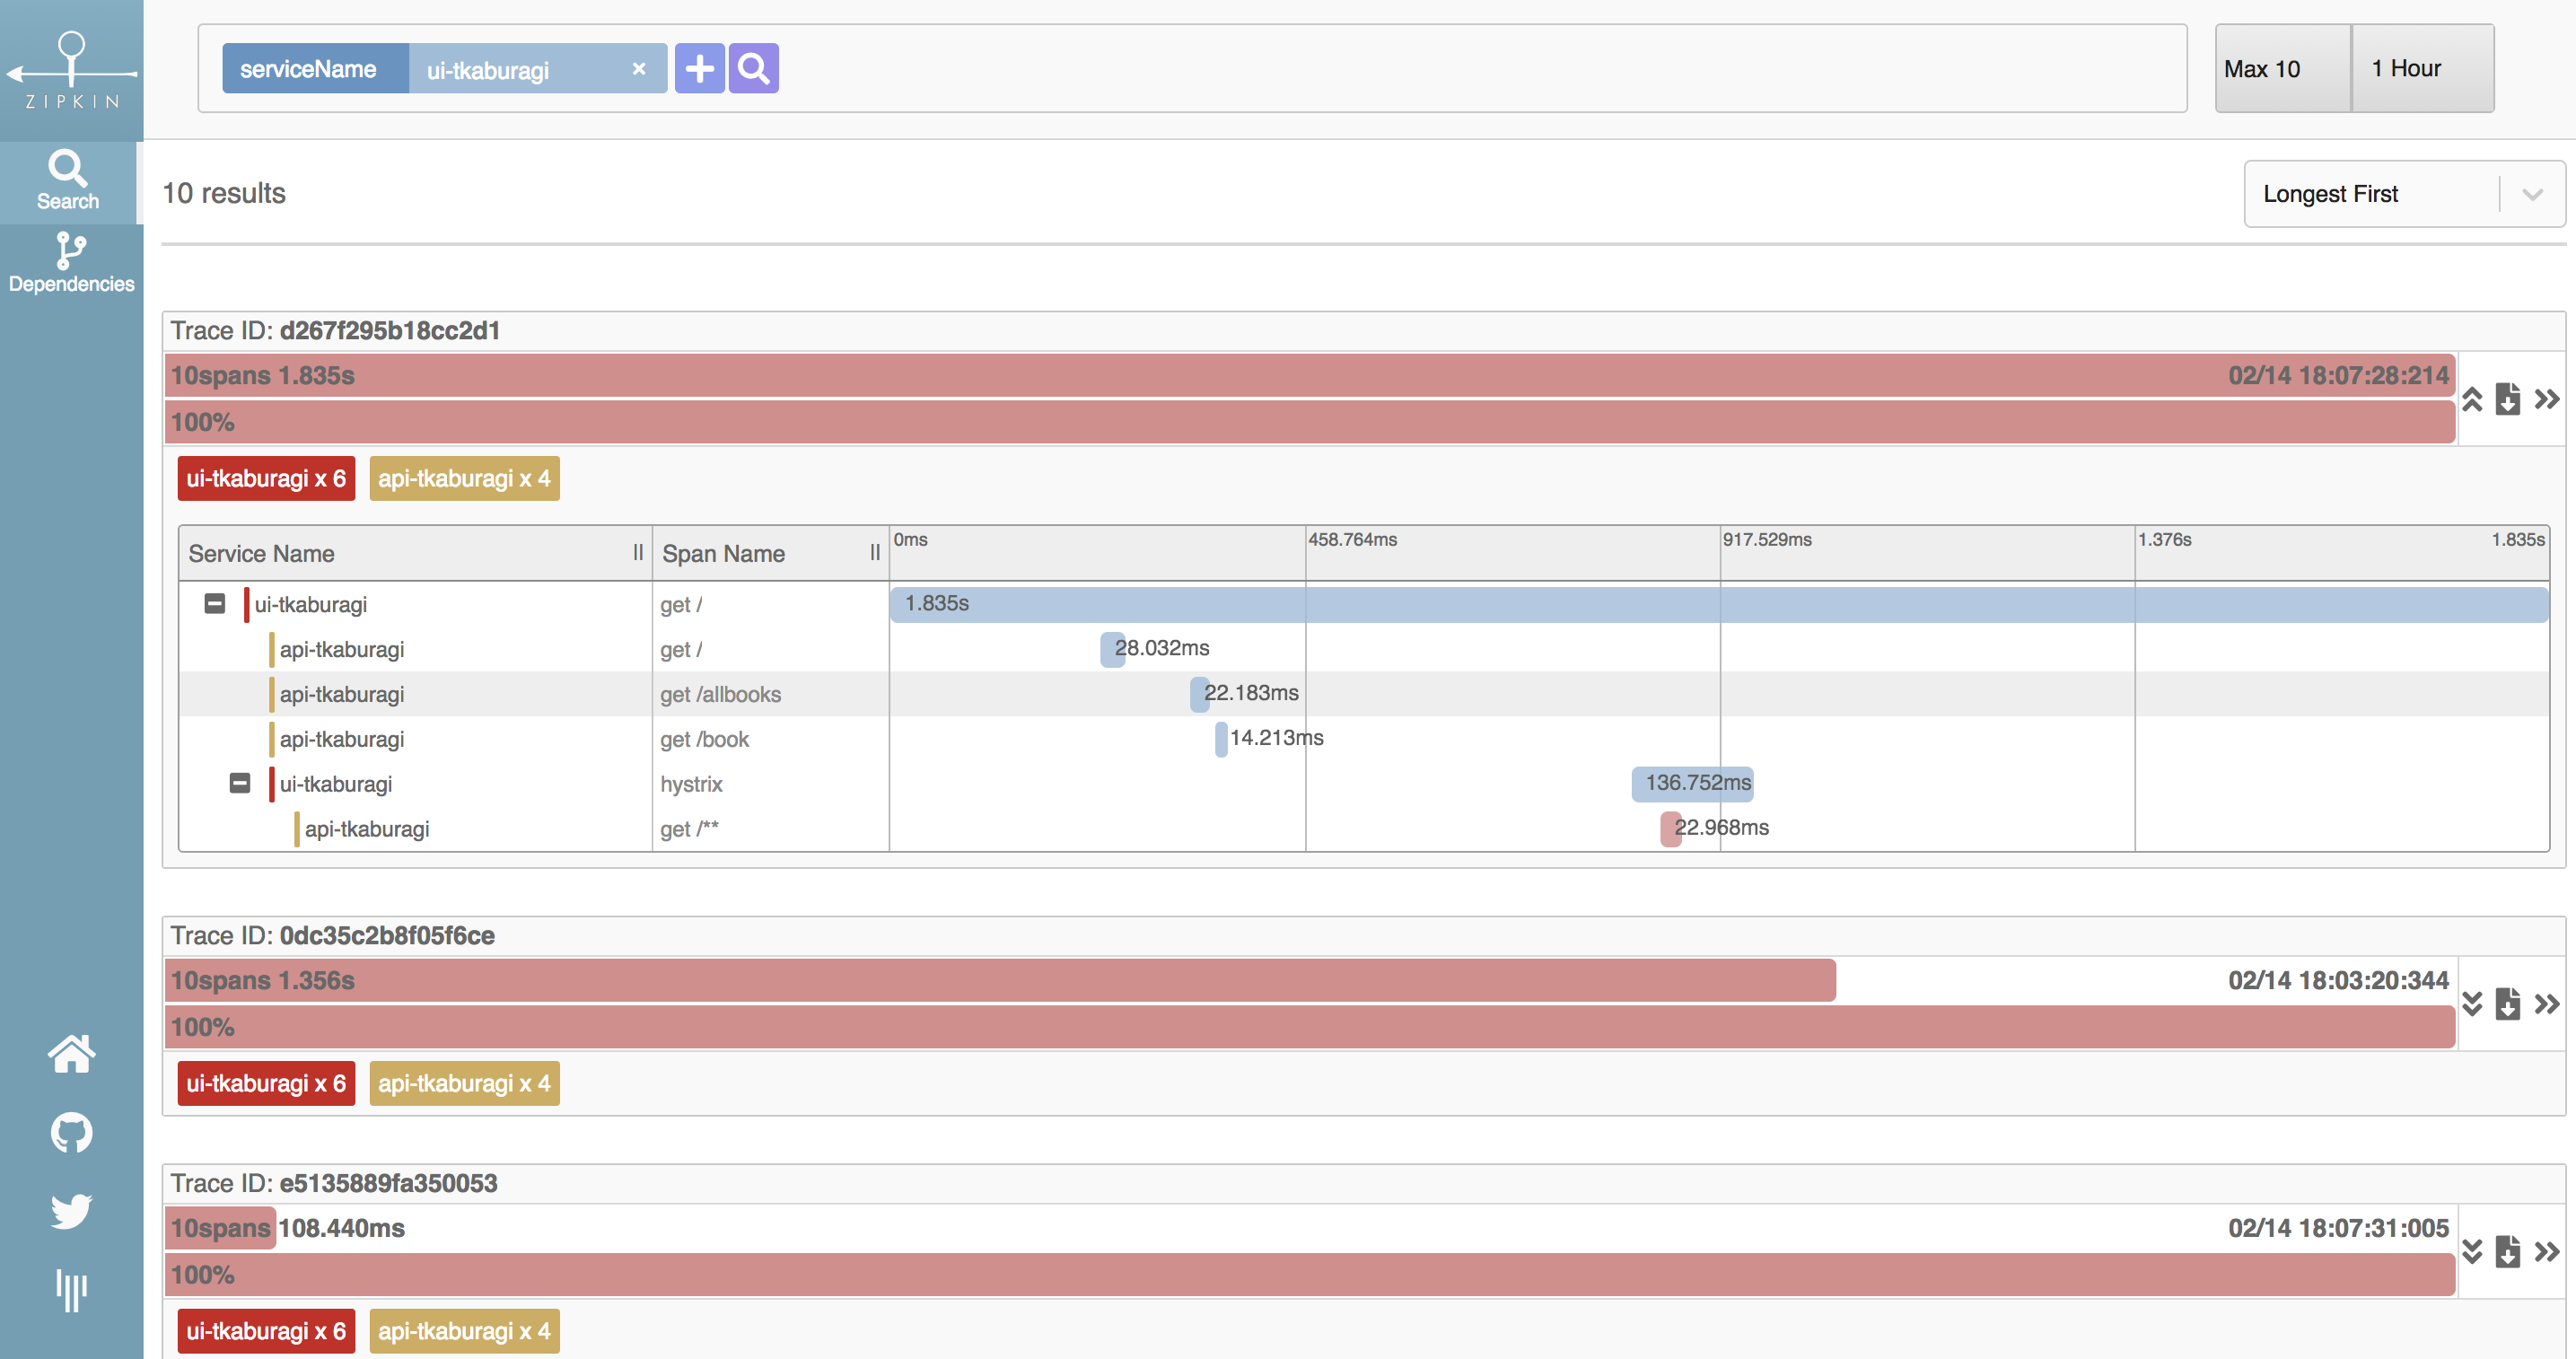 ZIPKIN
Search
Dependencies
serviceName ui-tkaburagi ×
Max 10 1 Hour
10 results
Longest First
Trace ID: d267f295b18cc2d1
10spans 1.835s 02/14 18:07:28:214
100%
ui-tkaburagi x 6 api-tkaburagi x 4
Service Name Span Name 0ms 458.764ms 917.529ms 1.376s 1.835s
ui-tkaburagi get / 1.835s
api-tkaburagi get / 28.032ms
api-tkaburagi get /allbooks 22.183ms
api-tkaburagi get /book 14.213ms
ui-tkaburagi hystrix 136.752ms
api-tkaburagi get /** 22.968ms
Trace ID: 0dc35c2b8f05f6ce
10spans 1.356s 02/14 18:03:20:344
100%
ui-tkaburagi x 6 api-tkaburagi x 4
Trace ID: e5135889fa350053
10spans 108.440ms 02/14 18:07:31:005
100%
ui-tkaburagi x 6 api-tkaburagi x 4